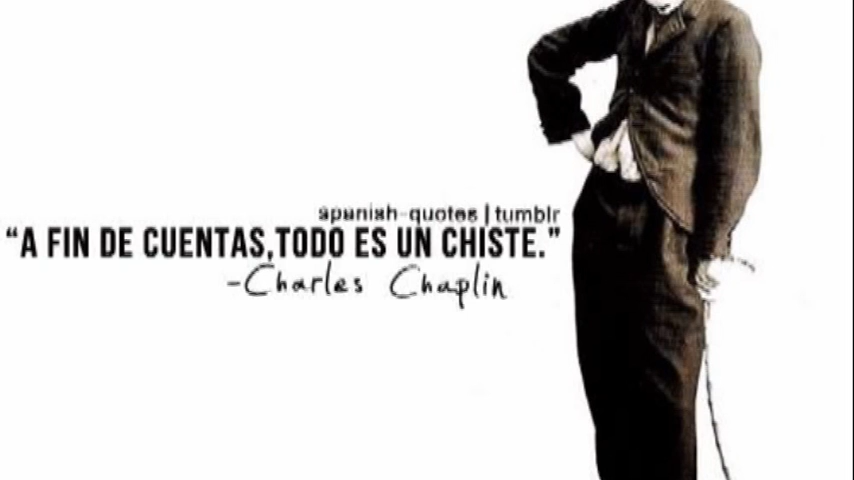 spanish-quotes | tumblr
“A FIN DE CUENTAS,TODO ES UN CHISTE.”
-Charles Chaplin